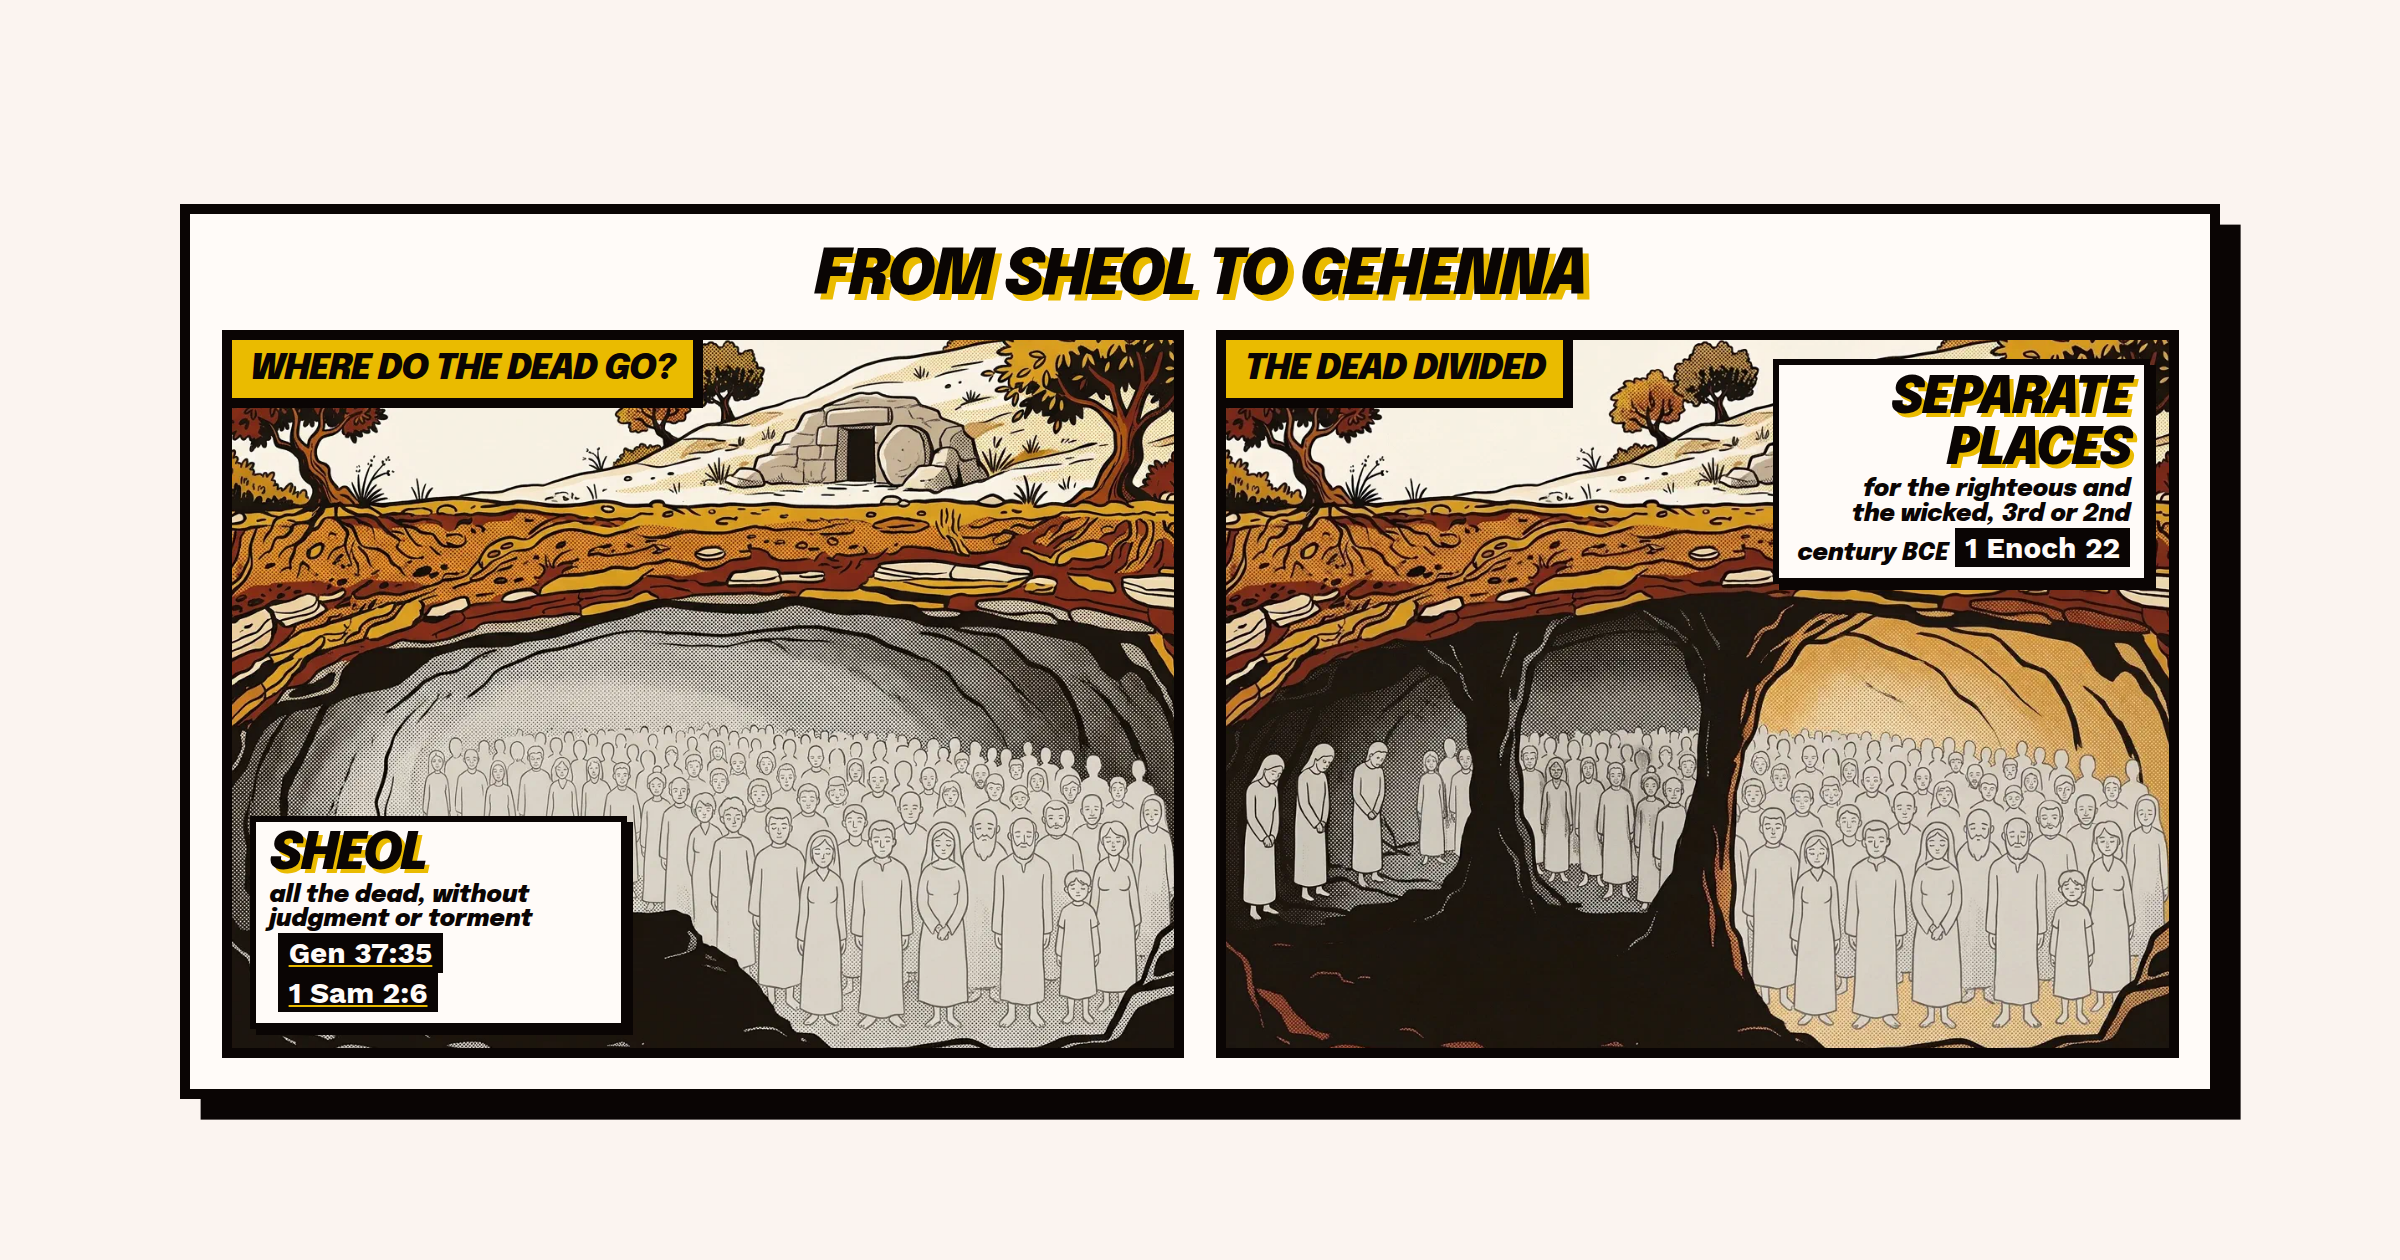 FROM SHEOL TO GEHENNA
WHERE DO THE DEAD GO?
SHEOL
all the dead, without
judgment or torment
Gen 37:35
1 Sam 2:6
THE DEAD DIVIDED
SEPARATE
PLACES
for the righteous and
the wicked, 3rd or 2nd
century BCE 1 Enoch 22